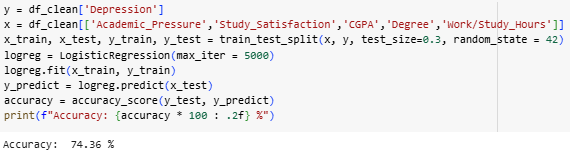 y = df_clean['Depression']
x = df_clean[['Academic_Pressure','Study_Satisfaction','CGPA','Degree','Work/Study_Hours']]
x_train, x_test, y_train, y_test = train_test_split(x, y, test_size=0.3, random_state = 42)
logreg = LogisticRegression(max_iter = 5000)
logreg.fit(x_train, y_train)
y_predict = logreg.predict(x_test)
accuracy = accuracy_score(y_test, y_predict)
print(f"Accuracy: {accuracy * 100 : .2f} %")
Accuracy:  74.36 %